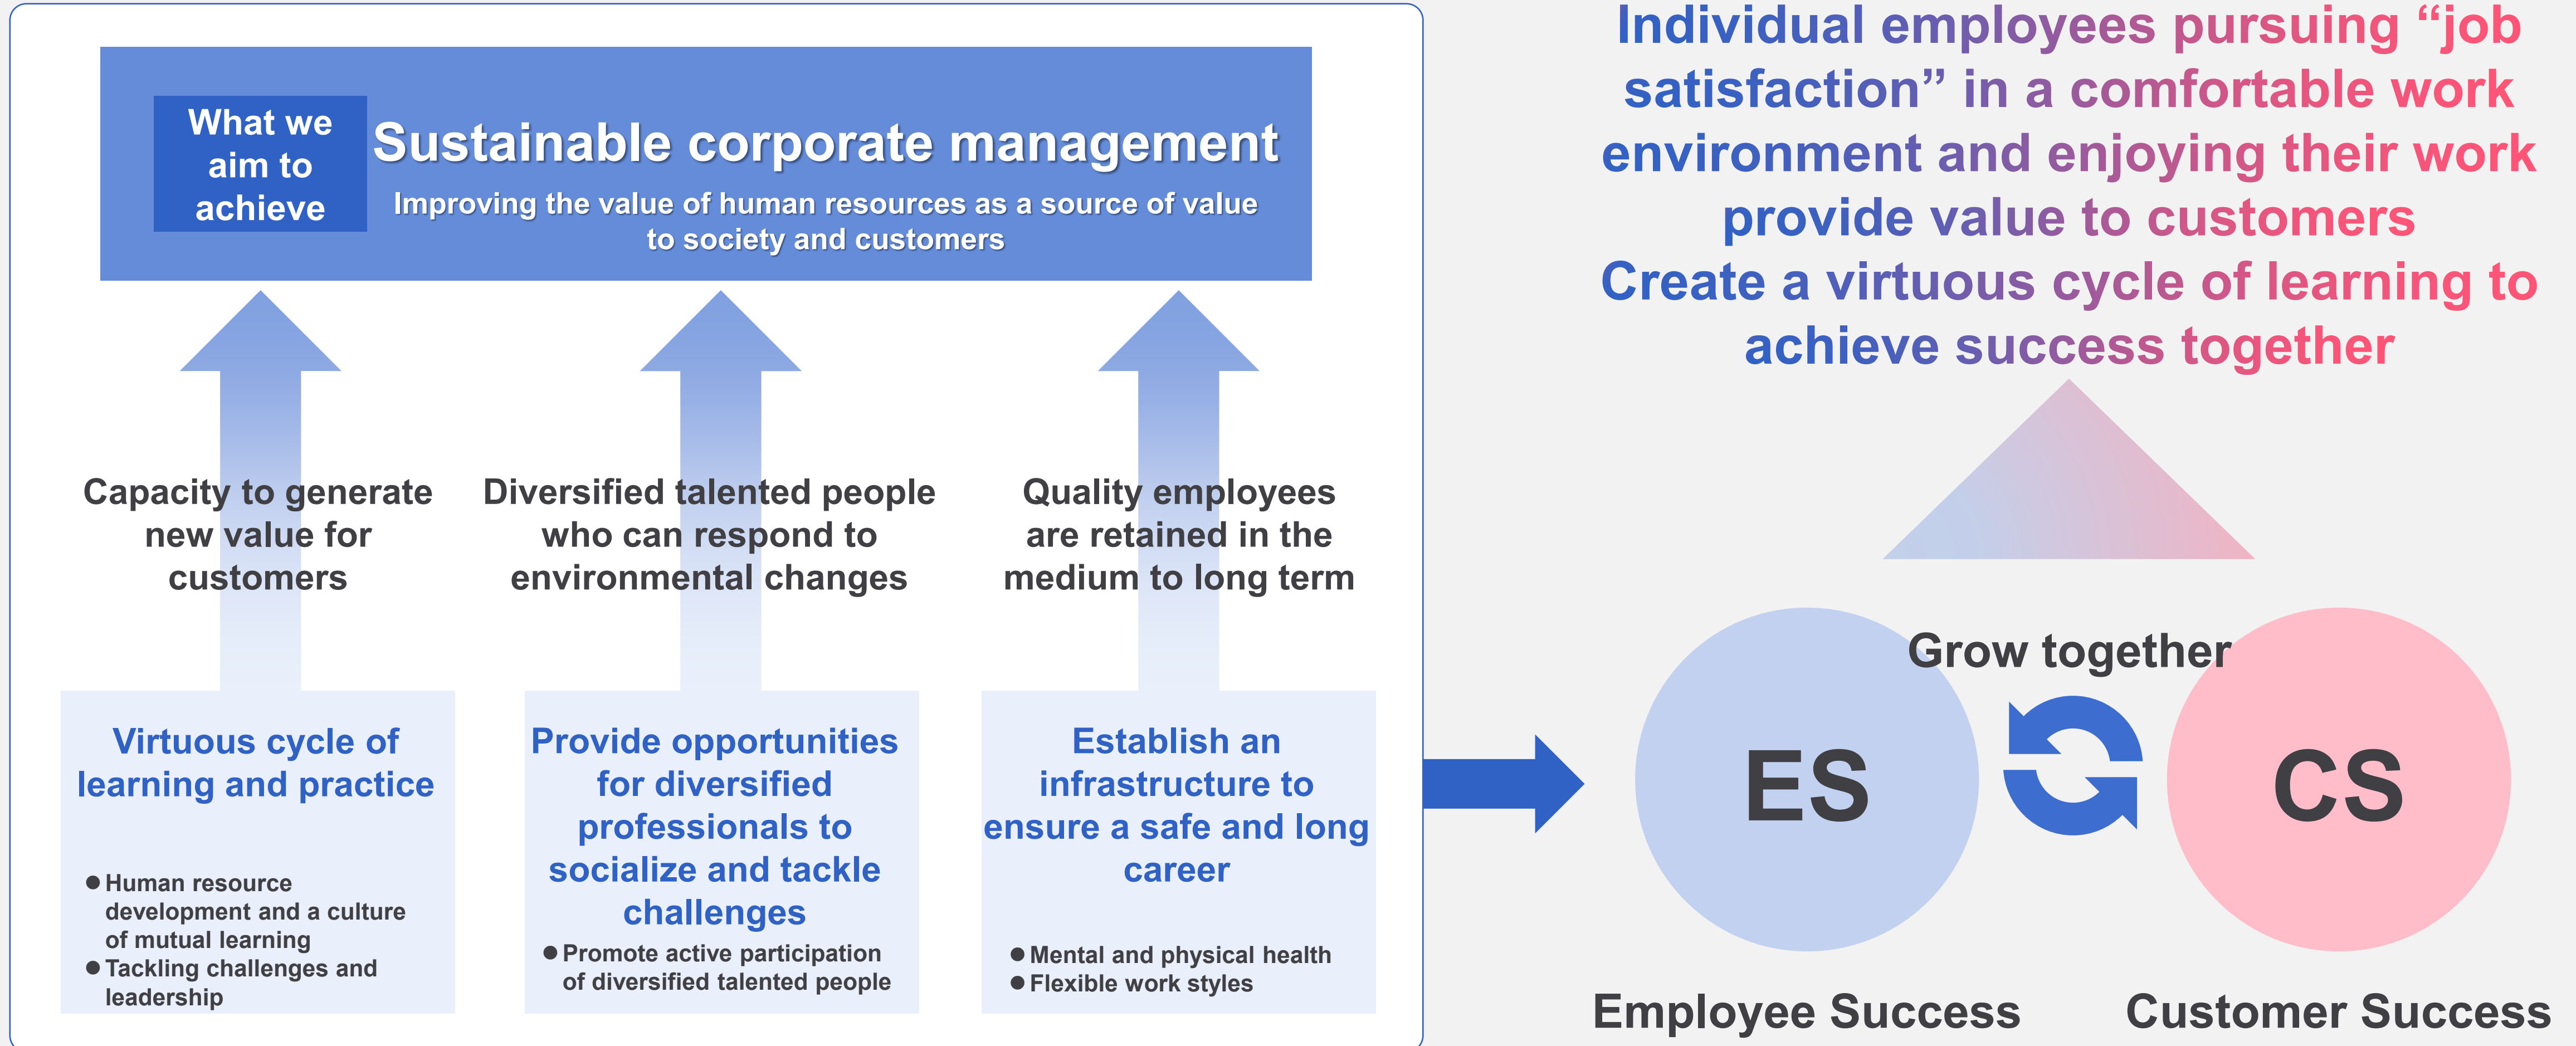 What we
aim to
achieve
Sustainable corporate management
Improving the value of human resources as a source of value
to society and customers
Capacity to generate
new value for
customers
Diversified talented people
who can respond to
environmental changes
Quality employees
are retained in the
medium to long term
Virtuous cycle of
learning and practice
● Human resource
development and a culture
of mutual learning
● Tackling challenges and
leadership
Provide opportunities
for diversified
professionals to
socialize and tackle
challenges
● Promote active participation
of diversified talented people
Establish an
infrastructure to
ensure a safe and long
career
● Mental and physical health
● Flexible work styles
Individual employees pursuing “job
satisfaction” in a comfortable work
environment and enjoying their work
provide value to customers
Create a virtuous cycle of learning to
achieve success together
Grow together
ES
CS
Employee Success
Customer Success